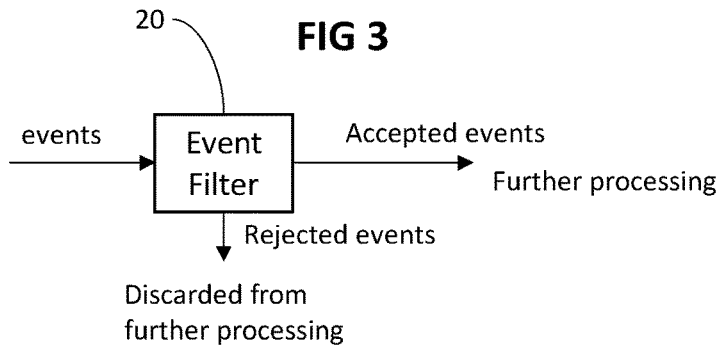 20
FIG 3
events
Event
Filter
Accepted events
Further processing
Rejected events
Discarded from
further processing